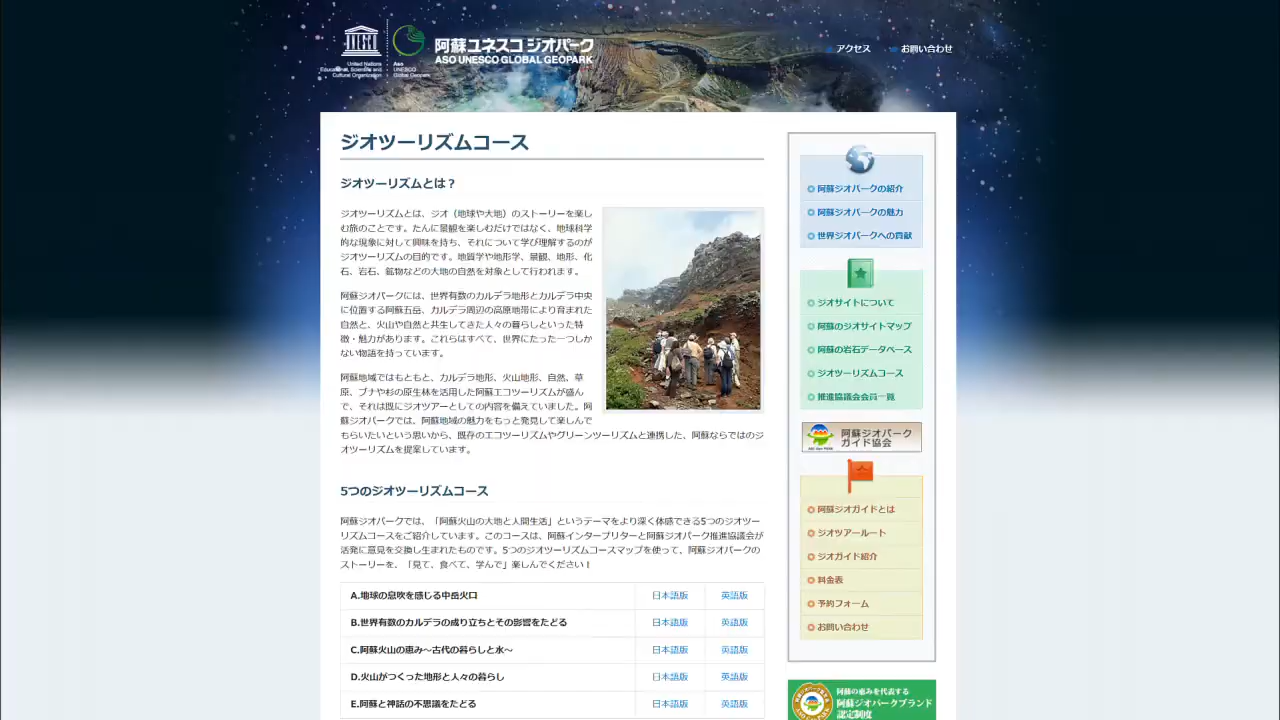 United Nations
Educational, Scientific and
Cultural Organization
Aso
UNESCO
Global Geopark
阿蘇ユネスコ ジオパーク
ASO UNESCO GLOBAL GEOPARK
アクセス
お問い合わせ
ジオツーリズムコース
ジオツーリズムとは？
ジオツーリズムとは、ジオ（地球や大地）のストーリーを楽し
む旅のことです。たんに景観を楽しむだけではなく、地球科学
的な現象に対して興味を持ち、それについて学び理解するのが
ジオツーリズムの目的です。地質学や地形学、景観、地形、化
石、岩石、鉱物などの大地の自然を対象として行われます。
阿蘇ジオパークには、世界有数のカルデラ地形とカルデラ中央
に位置する阿蘇五岳、カルデラ周辺の高原地帯により育まれた
自然と、火山や自然と共生してきた人々の暮らしといった特
徴・魅力があります。これらはすべて、世界にたった一つしか
ない物語を持っています。
阿蘇地域ではもともと、カルデラ地形、火山地形、自然、草
原、ブナや杉の原生林を活用した阿蘇エコツーリズムが盛ん
で、それは既にジオツアーとしての内容を備えていました。阿
蘇ジオパークでは、阿蘇地域の魅力をもっと発見して楽しんで
もらいたいという思いから、既存のエコツーリズムやグリーンツーリズムと連携した、阿蘇ならではのジ
オツーリズムを提案しています。
5つのジオツーリズムコース
阿蘇ジオパークでは、「阿蘇火山の大地と人間生活」というテーマをより深く体感できる5つのジオツー
リズムコースをご紹介しています。このコースは、阿蘇インタープリターと阿蘇ジオパーク推進協議会が
活発に意見を交換し生まれたものです。5つのジオツーリズムコースマップを使って、阿蘇ジオパークの
ストーリーを、「見て、食べて、学んで」楽しんでください！
A.地球の息吹を感じる中岳火口 日本語版 英語版
B.世界有数のカルデラの成り立ちとその影響をたどる 日本語版 英語版
C.阿蘇火山の恵み～古代の暮らしと水～ 日本語版 英語版
D.火山がつくった地形と人々の暮らし 日本語版 英語版
E.阿蘇と神話の不思議をたどる 日本語版 英語版
阿蘇ジオパークの紹介
阿蘇ジオパークの魅力
世界ジオパークへの貢献
ジオサイトについて
阿蘇のジオサイトマップ
阿蘇の岩石データベース
ジオツーリズムコース
推進協議会会員一覧
阿蘇ジオパーク
ガイド協会
阿蘇ジオガイドとは
ジオツアールート
ジオガイド紹介
料金表
予約フォーム
お問い合わせ
阿蘇の恵みを代表する
阿蘇ジオパークブランド
認定制度